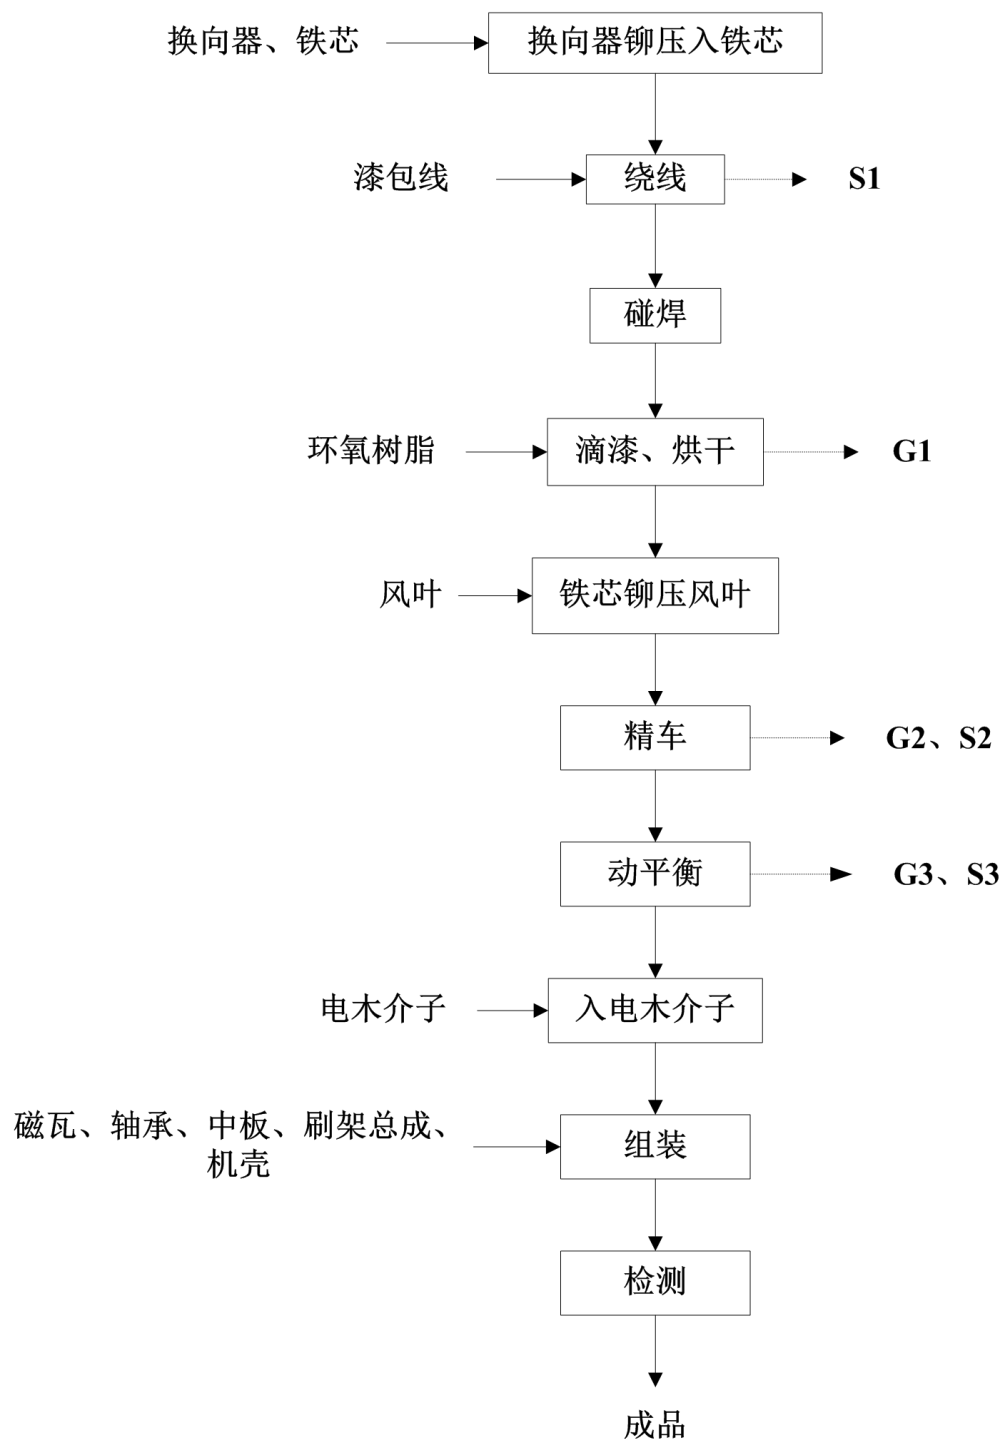 换向器、铁芯
换向器铆压入铁芯
漆包线
绕线
S1
碰焊
环氧树脂
滴漆、烘干
G1
风叶
铁芯铆压风叶
精车
G2、S2
动平衡
G3、S3
电木介子
入电木介子
磁瓦、轴承、中板、刷架总成、
机壳
组装
检测
成品